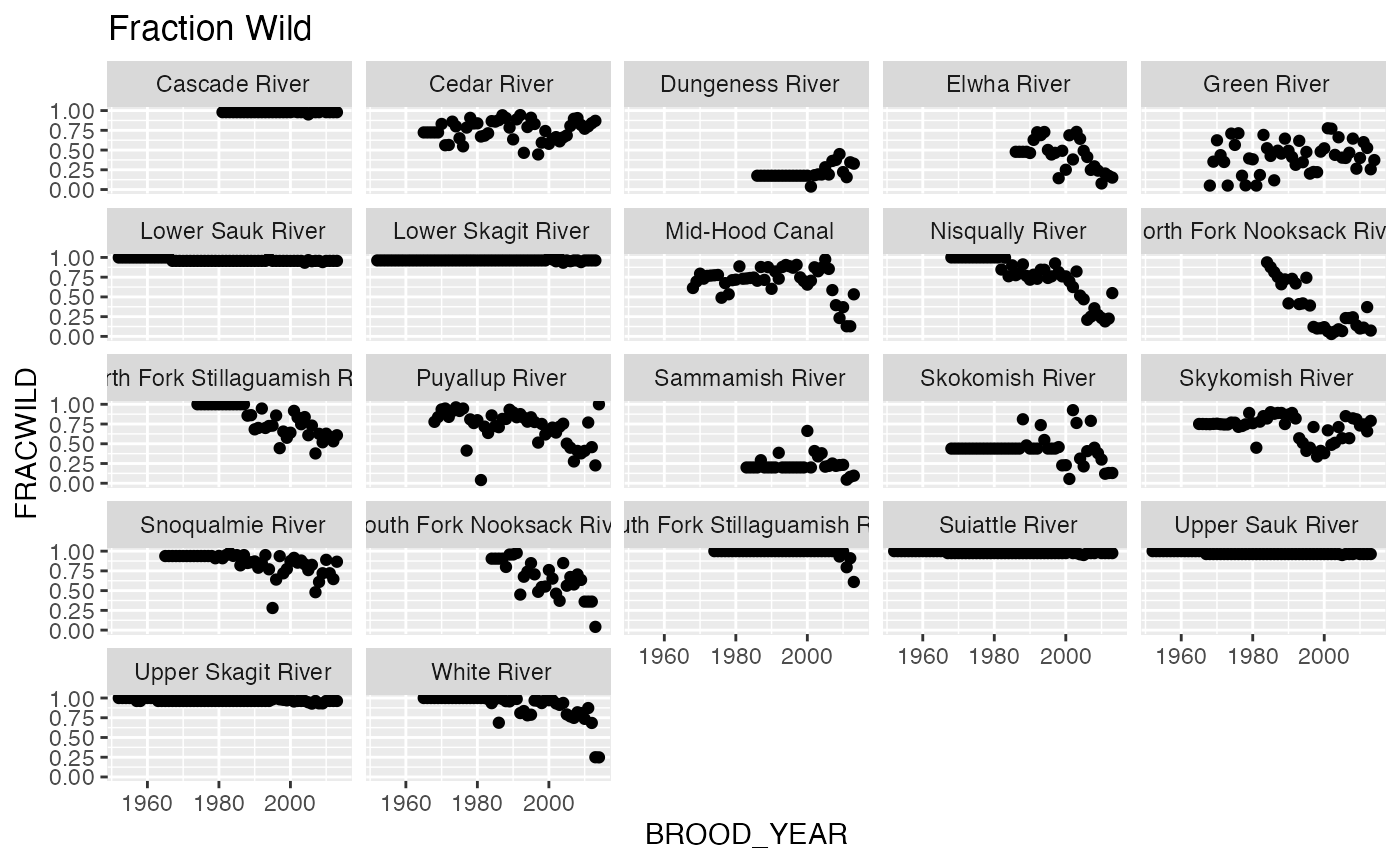 Fraction Wild
Cascade River Cedar River Dungeness River Elwha River Green River
1.00
0.75
0.50
0.25
0.00
Lower Sauk River Lower Skagit River Mid-Hood Canal Nisqually River orth Fork Nooksack Riv
1.00
0.75
0.50
0.25
0.00
rth Fork Stillaguamish R Puyallup River Sammamish River Skokomish River Skykomish River
1.00
0.75
0.50
0.25
0.00
Snoqualmie River outh Fork Nooksack Riv uth Fork Stillaguamish R Suiattle River Upper Sauk River
1.00
0.75
0.50
0.25
0.00
1960 1980 2000 1960 1980 2000 1960 1980 2000
Upper Skagit River White River
1.00
0.75
0.50
0.25
0.00
1960 1980 2000 1960 1980 2000
FRACWILD
BROOD_YEAR